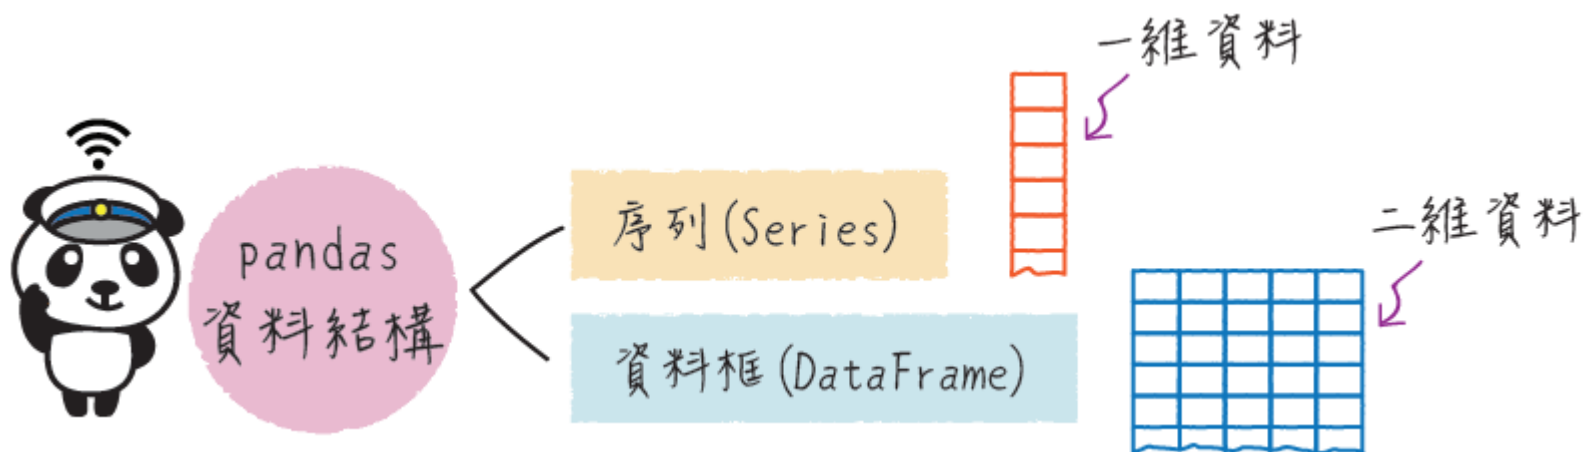 pandas
資料結構
序列(Series)
一維資料
資料框(DataFrame)
二維資料